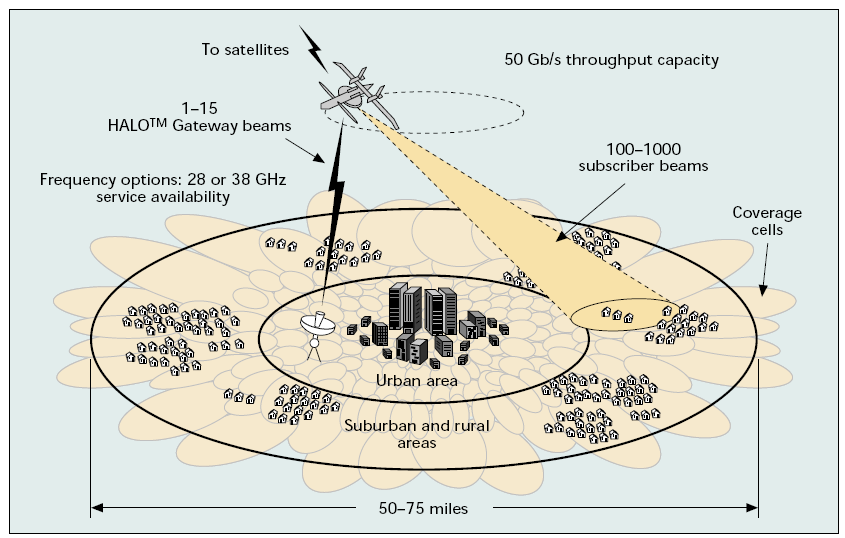 To satellites
50 Gb/s throughput capacity
1–15
HALO™ Gateway beams
100–1000
subscriber beams
Frequency options: 28 or 38 GHz
service availability
Coverage
cells
Urban area
Suburban and rural
areas
50–75 miles